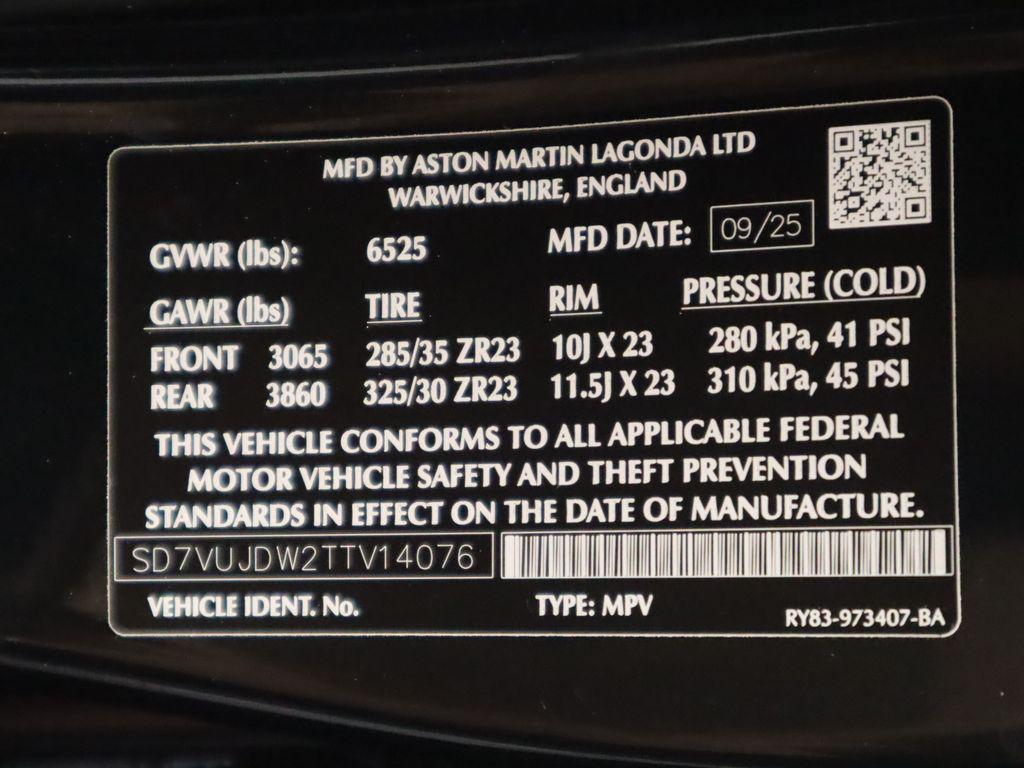 MFD BY ASTON MARTIN LAGONDA LTD
WARWICKSHIRE, ENGLAND
GVWR (lbs): 6525 MFD DATE: 09/25
GAWR (lbs) TIRE RIM PRESSURE (COLD)
FRONT 3065 285/35 ZR23 10J X 23 280 kPa, 41 PSI
REAR 3860 325/30 ZR23 11.5J X 23 310 kPa, 45 PSI
THIS VEHICLE CONFORMS TO ALL APPLICABLE FEDERAL
MOTOR VEHICLE SAFETY AND THEFT PREVENTION
STANDARDS IN EFFECT ON THE DATE OF MANUFACTURE.
SD7VUJDW2TTV14076
VEHICLE IDENT. No. TYPE: MPV RY83-973407-BA